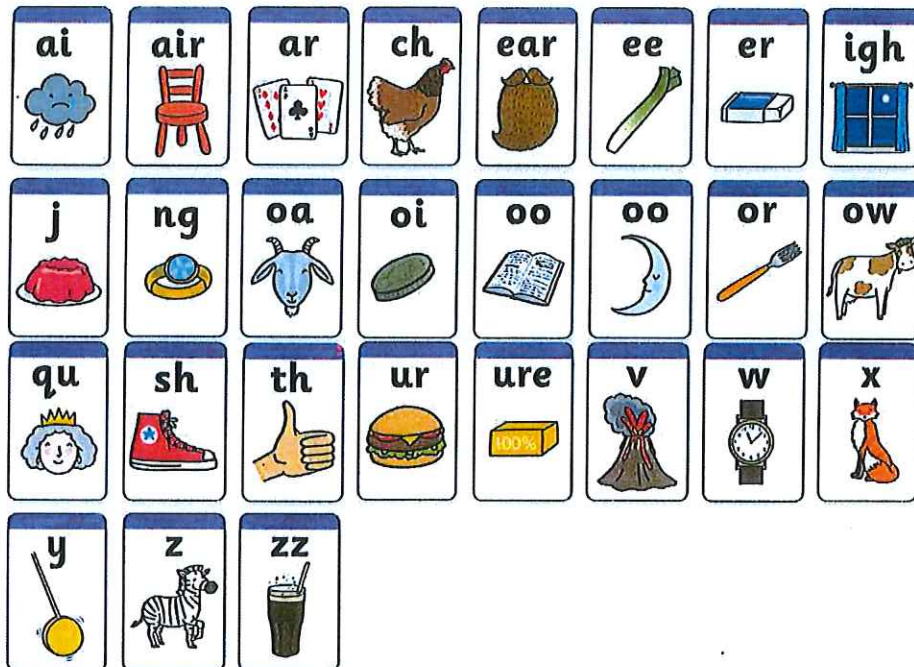 ai air ar ch ear ee er igh
j ng oa oi oo oo or ow
qu sh th ur ure v w x
100%
y z zz